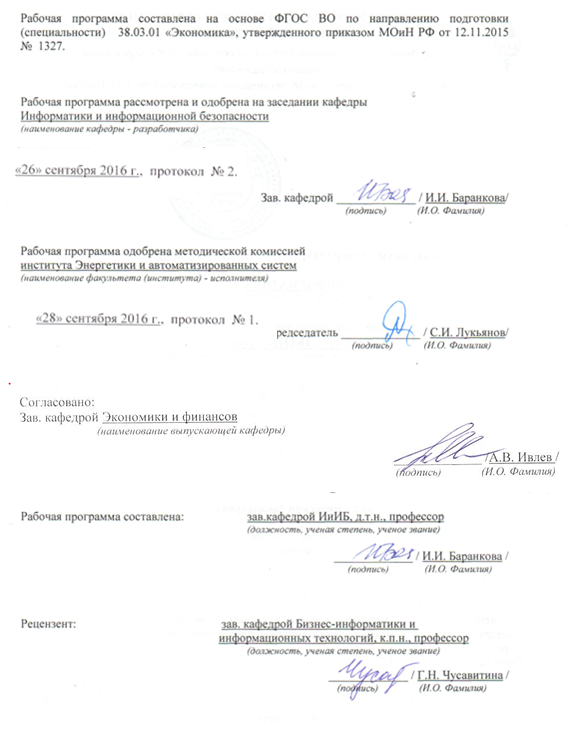 Рабочая программа составлена на основе ФГОС ВО по направлению подготовки
(специальности) 38.03.01 «Экономика», утвержденного приказом МОиН РФ от 12.11.2015
№ 1327.
Рабочая программа рассмотрена и одобрена на заседании кафедры
Информатики и информационной безопасности
(наименование кафедры - разработчика)
«26» сентября 2016 г., протокол № 2.
Зав. кафедрой / И.И. Баранкова/
(подпись) (И.О. Фамилия)
Рабочая программа одобрена методической комиссией
института Энергетики и автоматизированных систем
(наименование факультета (института) - исполнителя)
«28» сентября 2016 г., протокол № 1.
редседатель / С.И. Лукьянов/
(подпись) (И.О. Фамилия)
Согласовано:
Зав. кафедрой Экономики и финансов
(наименование выпускающей кафедры)
/А.В. Ивлев /
(подпись) (И.О. Фамилия)
Рабочая программа составлена: зав.кафедрой ИиИБ, д.т.н., профессор
(должность, ученая степень, ученое звание)
/ И.И. Баранкова /
(подпись) (И.О. Фамилия)
Рецензент: зав. кафедрой Бизнес-информатики и
информационных технологий, к.п.н., профессор
(должность, ученая степень, ученое звание)
/ Г.Н. Чусавитина /
(подпись) (И.О. Фамилия)